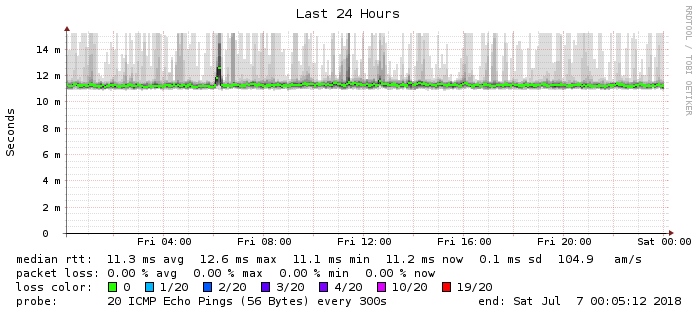 Last 24 Hours
RRDTOOL / TOBI OETIKER
Seconds
14 m
12 m
10 m
8 m
6 m
4 m
2 m
0
Fri 04:00 Fri 08:00 Fri 12:00 Fri 16:00 Fri 20:00 Sat 00:00
median rtt: 11.3 ms avg 12.6 ms max 11.1 ms min 11.2 ms now 0.1 ms sd 104.9 am/s
packet loss: 0.00 % avg 0.00 % max 0.00 % min 0.00 % now
loss color: 0 1/20 2/20 3/20 4/20 10/20 19/20
probe: 20 ICMP Echo Pings (56 Bytes) every 300s end: Sat Jul 7 00:05:12 2018